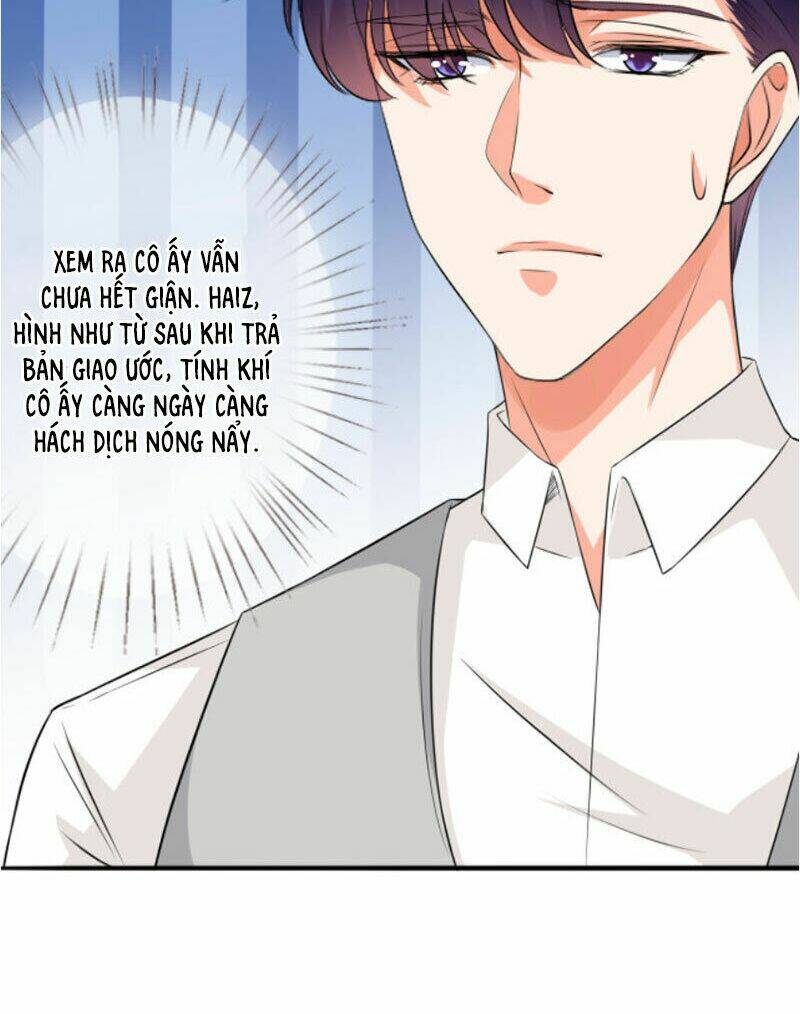 XEM RA CÔ ẤY VẪN
CHƯA HẾT GIẬN. HAIZ,
HÌNH NHƯ TỪ SAU KHI TRẢ
BẢN GIAO ƯỚC, TÍNH KHÍ
CÔ ẤY CÀNG NGÀY CÀNG
HÁCH DỊCH NÓNG NẨY.